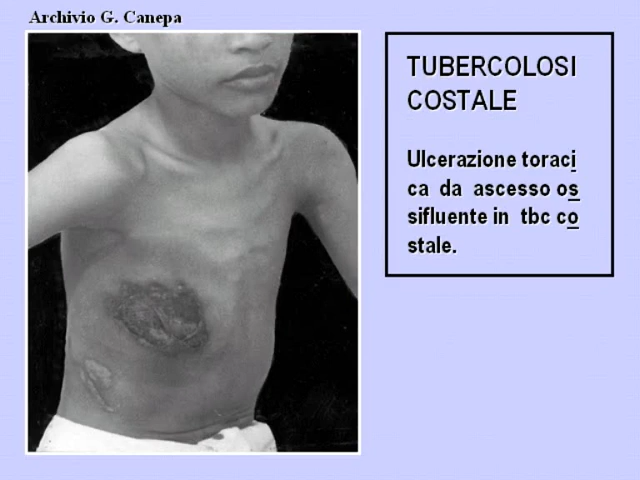 Archivio G. Canepa
TUBERCOLOSI
COSTALE
Ulcerazione toraci
ca da ascesso os
sifluente in tbc co
stale.